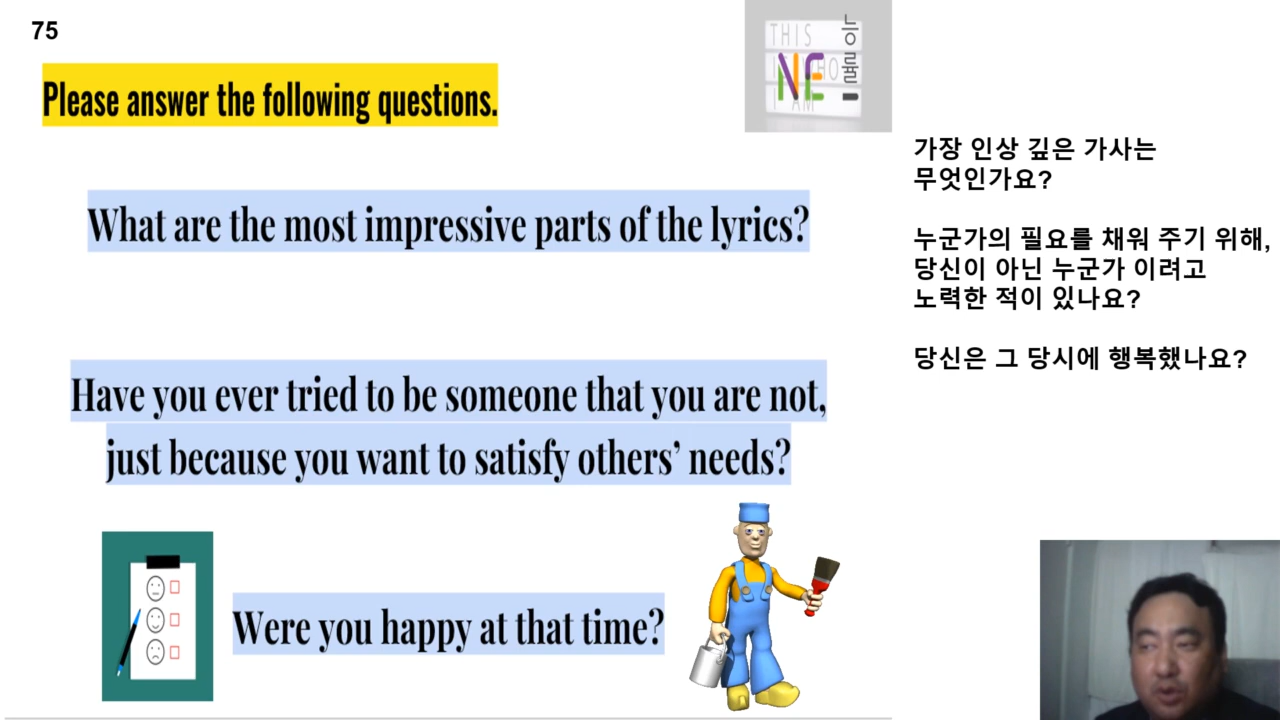 75
Please answer the following questions.
THIS
NE
능률
I AM
What are the most impressive parts of the lyrics?
Have you ever tried to be someone that you are not,
just because you want to satisfy others’ needs?
Were you happy at that time?
가장 인상 깊은 가사는
무엇인가요?
누군가의 필요를 채워 주기 위해,
당신이 아닌 누군가 이려고
노력한 적이 있나요?
당신은 그 당시에 행복했나요?